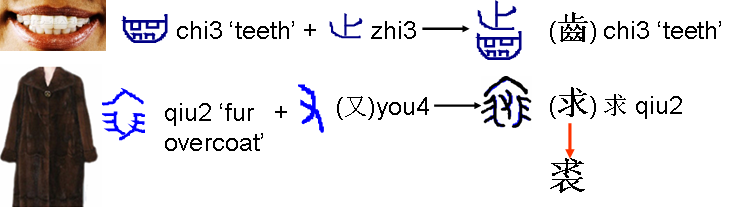 chi3 ‘teeth’ + 止 zhi3 (齒) chi3 ‘teeth’
qiu2 ‘fur overcoat’ + (又)you4 (求) 求 qiu2
裘